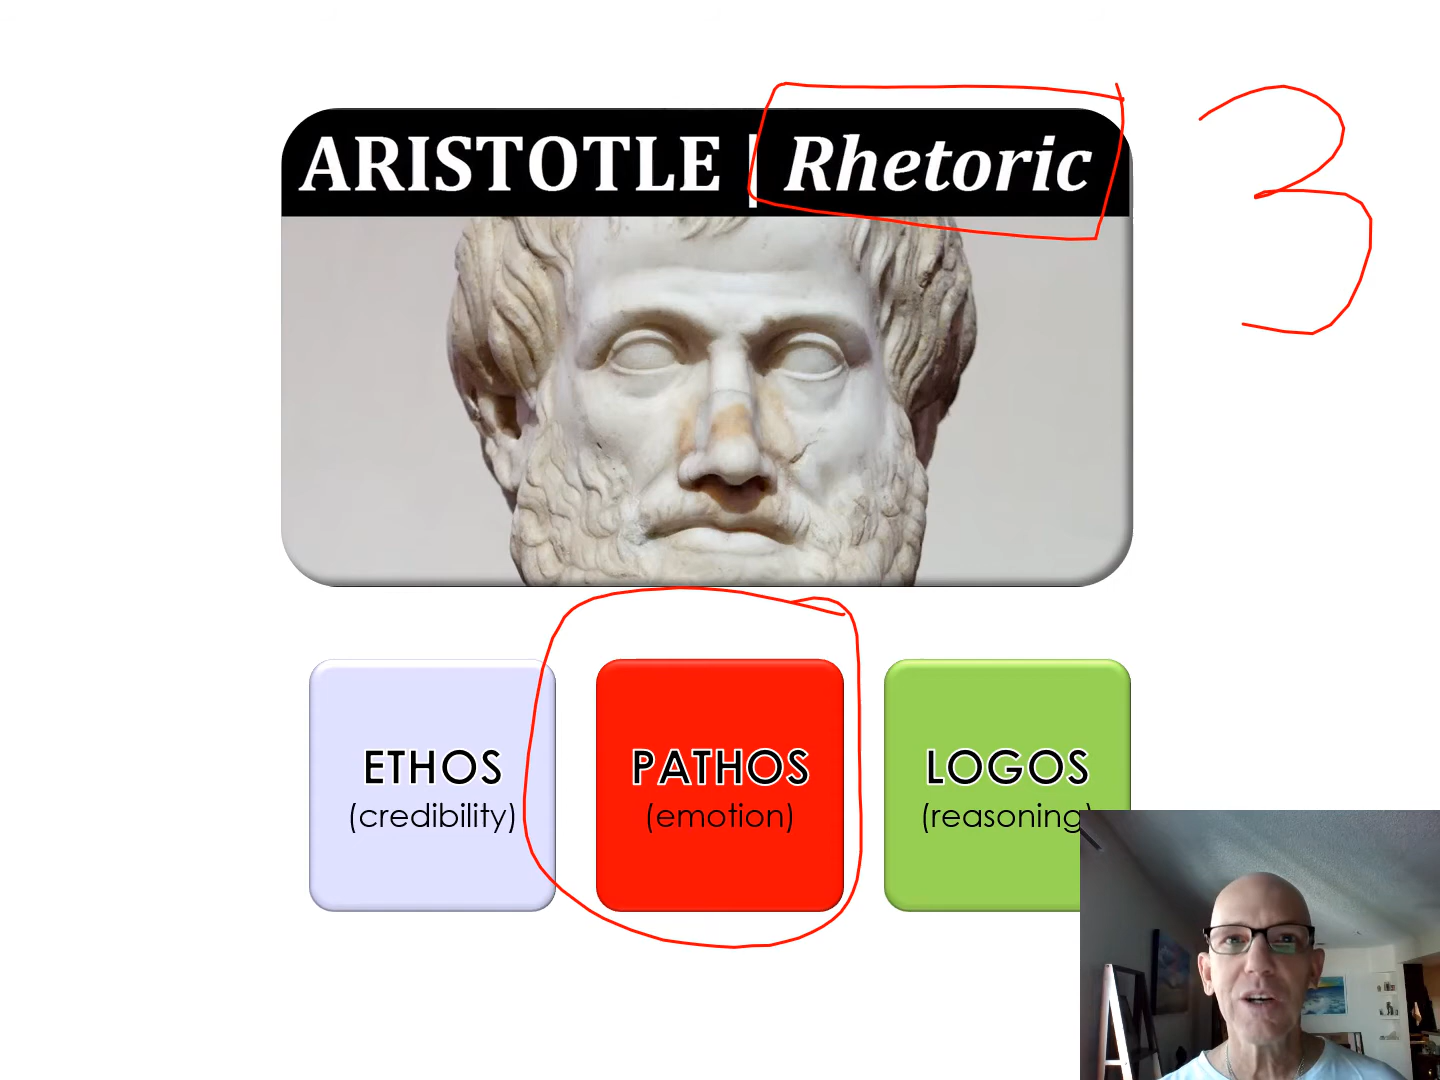 ARISTOTLE | Rhetoric
3
ETHOS
(credibility)
PATHOS
(emotion)
LOGOS
(reasoning)